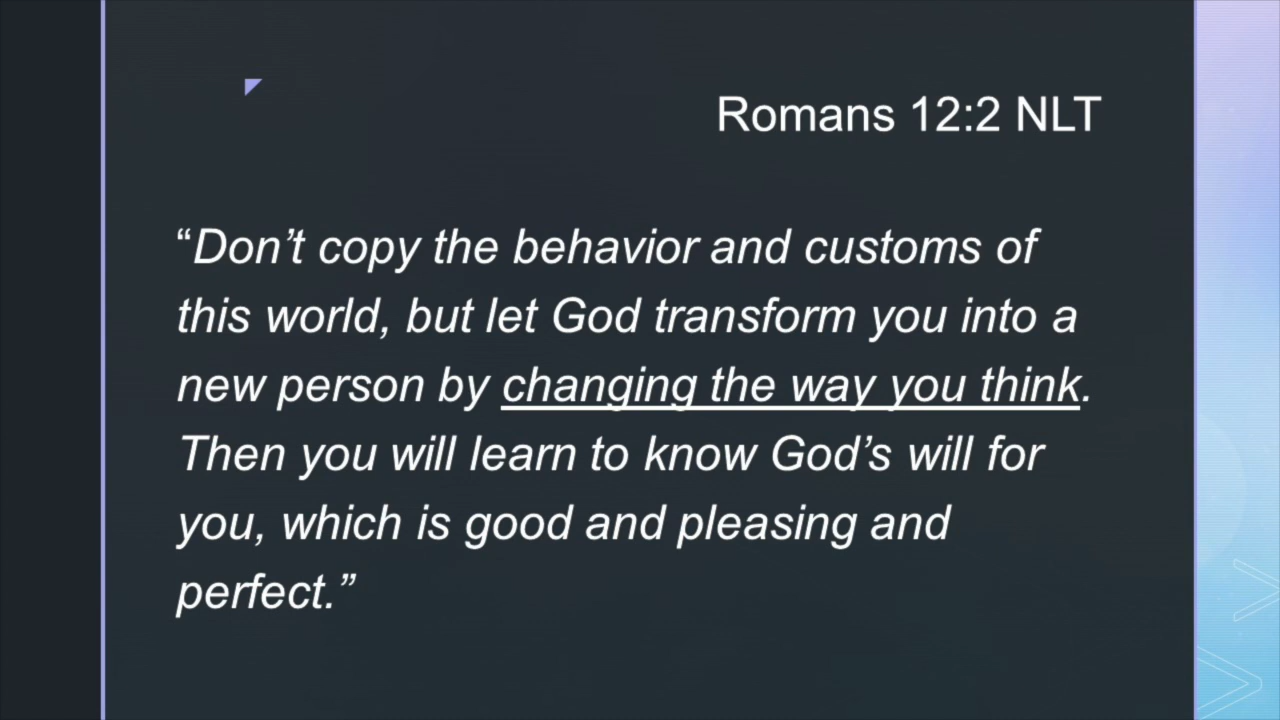 Romans 12:2 NLT
“Don’t copy the behavior and customs of
this world, but let God transform you into a
new person by changing the way you think.
Then you will learn to know God’s will for
you, which is good and pleasing and
perfect.”